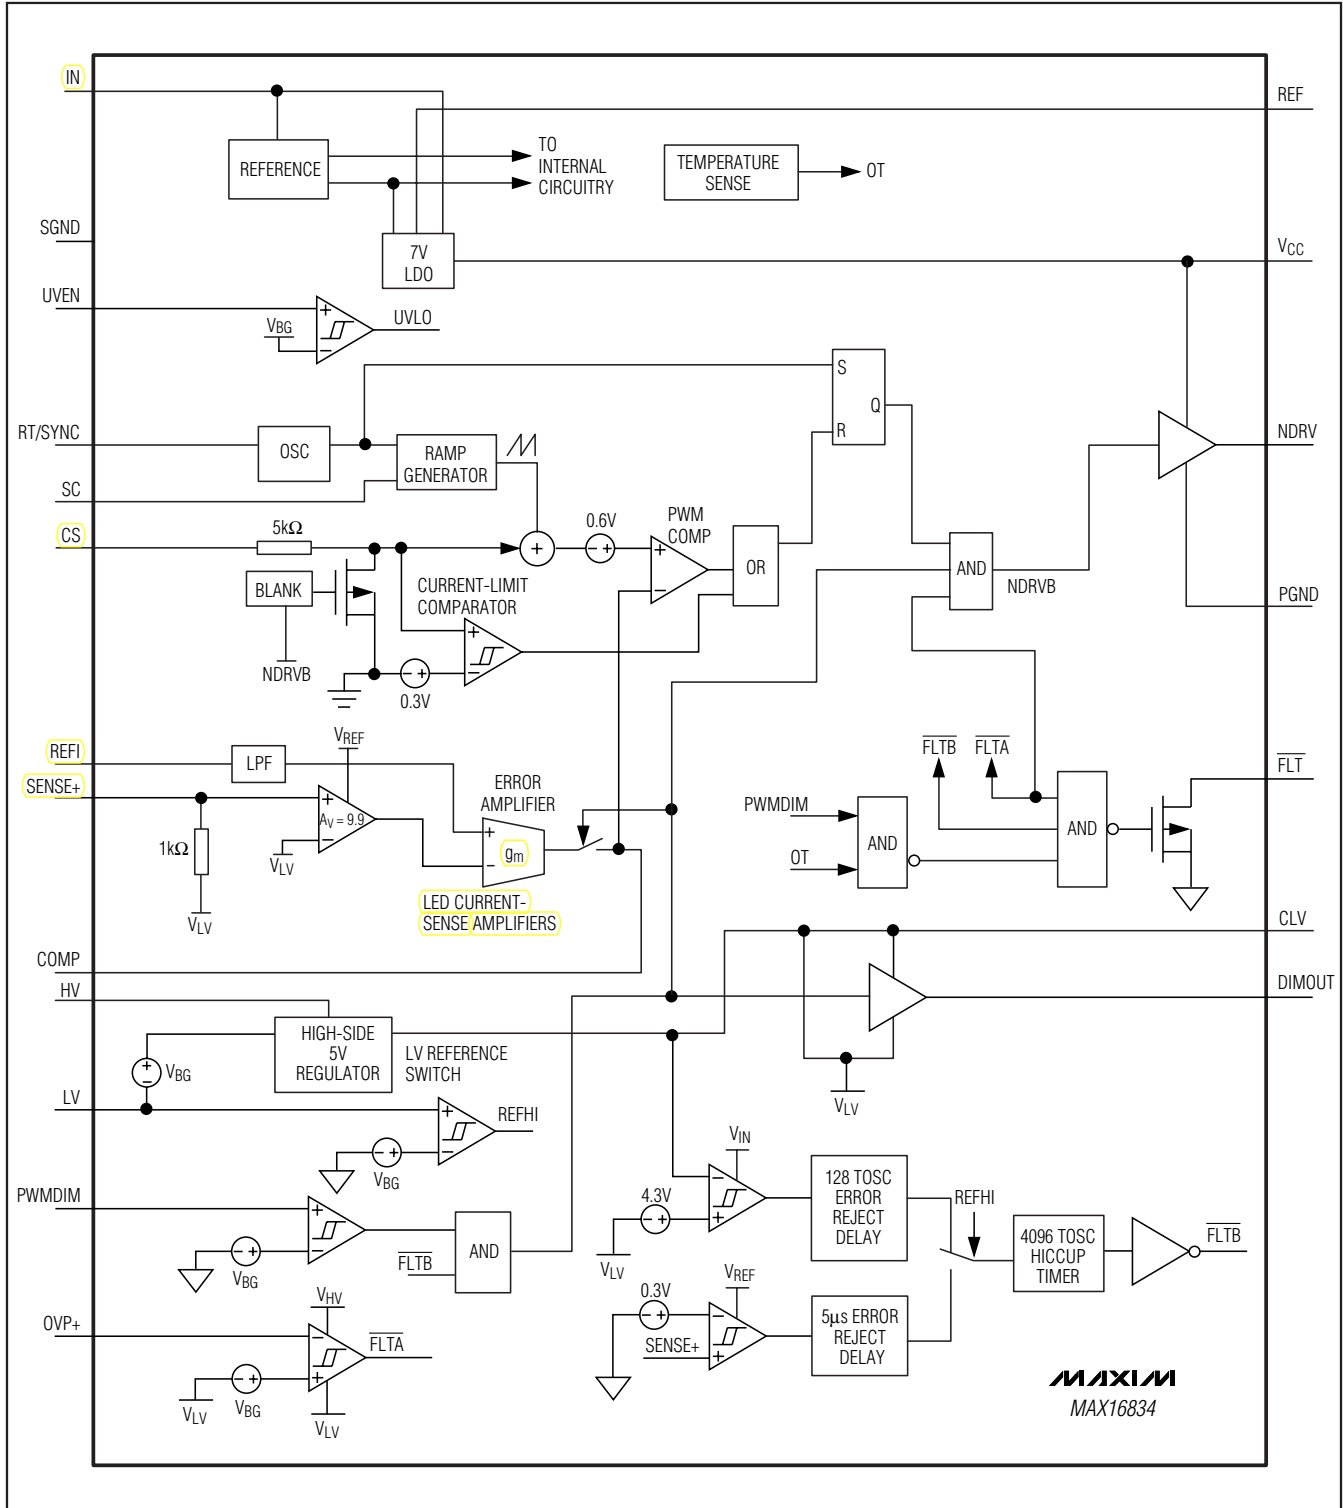 IN
REF
REFERENCE
TO
INTERNAL
CIRCUITRY
TEMPERATURE
SENSE
OT
SGND
7V
LDO
VCC
UVEN
VBG
UVLO
S
Q
R
RT/SYNC
OSC
RAMP
GENERATOR
NDRV
SC
CS
5kΩ
0.6V
PWM
COMP
OR
AND
NDRVB
BLANK
CURRENT-LIMIT
COMPARATOR
PGND
NDRVB
0.3V
REFI
LPF
VREF
SENSE+
AV = 9.9
ERROR
AMPLIFIER
gm
1kΩ
VLV
VLV
LED CURRENT-
SENSE AMPLIFIERS
FLTB
FLTA
FLT
PWMDIM
AND
OT
AND
CLV
COMP
DIMOUT
HV
HIGH-SIDE
5V
REGULATOR
LV REFERENCE
SWITCH
VBG
VLV
LV
REFHI
VBG
VIN
4.3V
128 TOSC
ERROR
REJECT
DELAY
REFHI
4096 TOSC
HICCUP
TIMER
FLTB
VLV
PWMDIM
VBG
AND
FLTB
VREF
0.3V
SENSE+
5µs ERROR
REJECT
DELAY
OVP+
VHV
FLTA
VLV
VBG
VLV
MAXIM
MAX16834